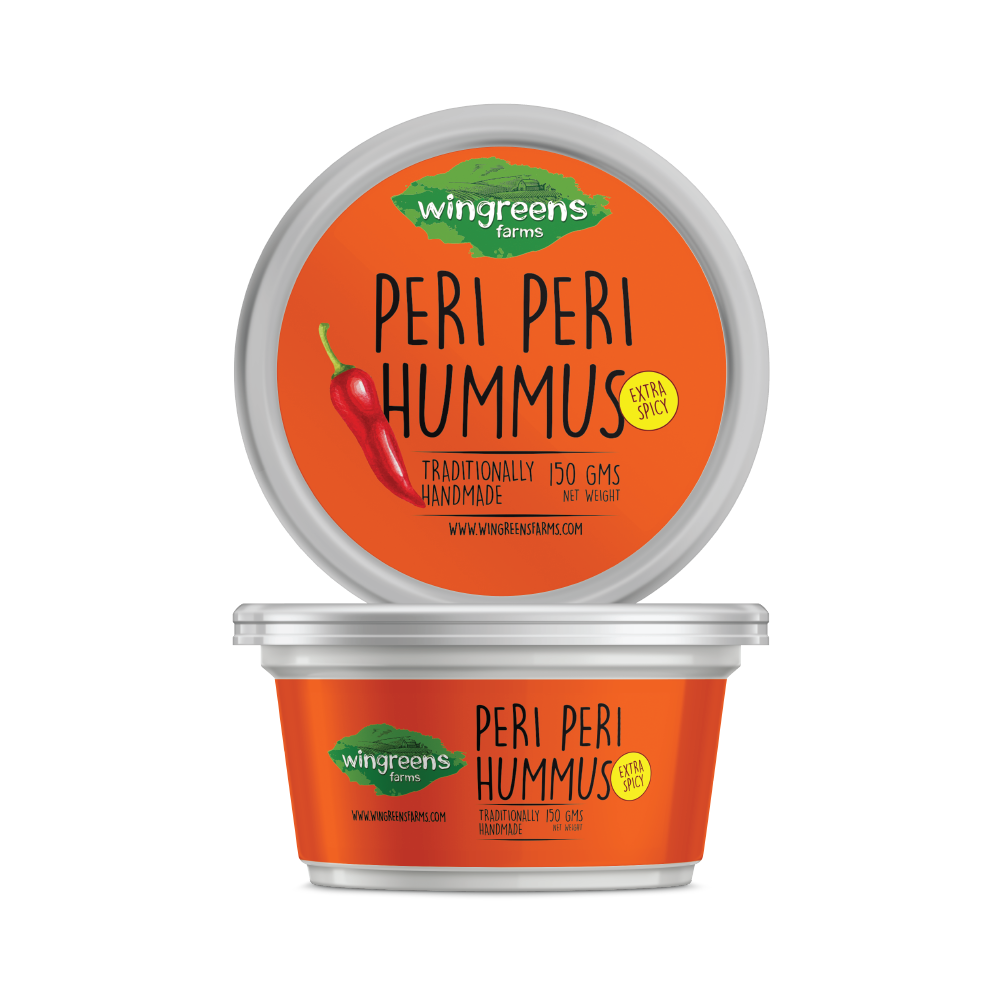 wingreens
farms
PERI PERI
HUMMUS
EXTRA
SPICY
TRADITIONALLY
HANDMADE
150 GMS
NET WEIGHT
WWW.WINGREENSFARMS.COM
wingreens
farms
WWW.WINGREENSFARMS.COM
PERI PERI
HUMMUS
EXTRA
SPICY
TRADITIONALLY
HANDMADE
150 GMS
NET WEIGHT